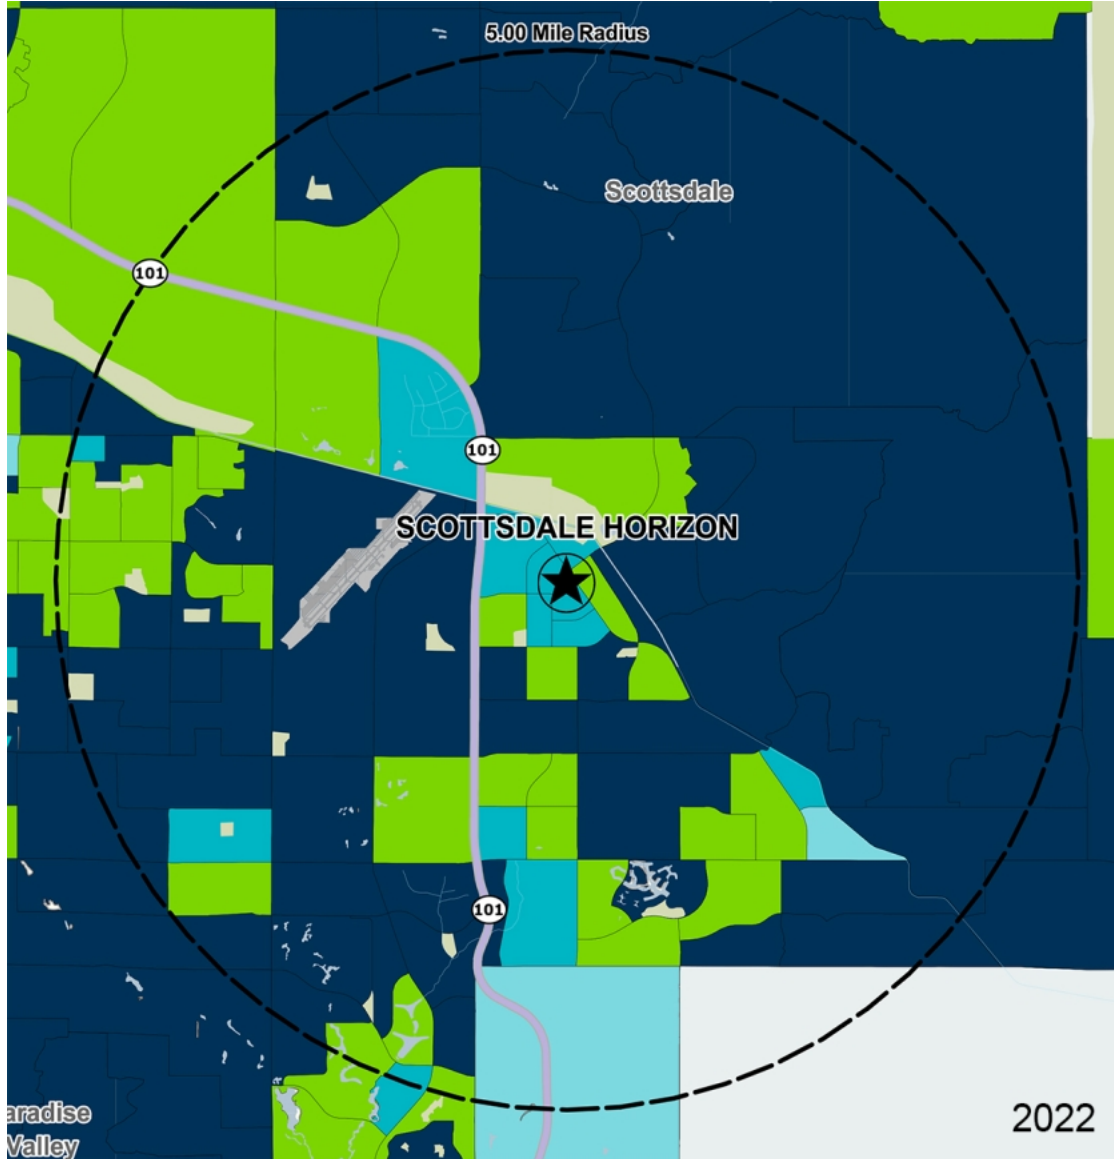 5.00 Mile Radius
Scottsdale
101
101
SCOTTSDALE HORIZON
101
aradise
Valley
2022